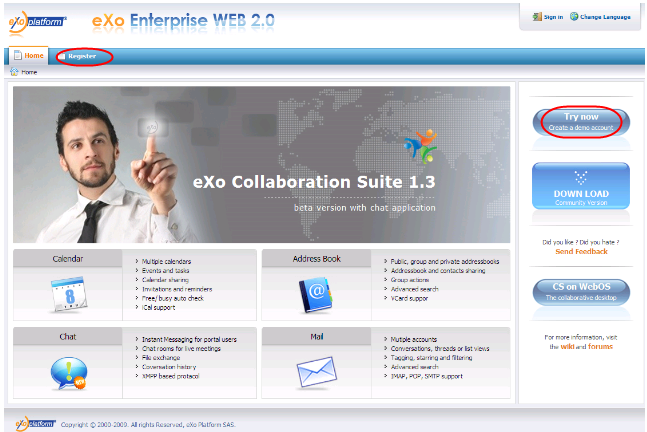 eXo platform
eXo Enterprise WEB 2.0
Sign in
Change Language
Home
Register
Home
eXo Collaboration Suite 1.3
beta version with chat application
Try now
Create a demo account
DOWN LOAD
Community Version
Did you like ? Did you hate ?
Send Feedback
CS on WebOS
The collaborative desktop
For more information, visit
the wiki and forums
Calendar
Multiple calendars
Events and tasks
Calendar sharing
Invitations and reminders
Free/ busy auto check
iCal support
Address Book
Public, group and private addressbooks
Addressbook and contacts sharing
Group actions
Advanced search
VCard suppor
Chat
Instant Messaging for portal users
Chat rooms for live meetings
File exchange
Coversation history
XMPP based protocol
Mail
Mutiple accounts
Conversations, threads or list views
Tagging, starring and filtering
Advanced search
IMAP, POP, SMTP support
eXo platform
Copyright © 2000-2009. All rights Reserved, eXo Platform SAS.